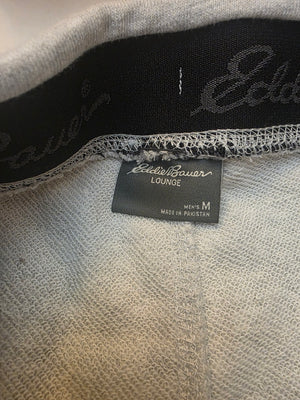 Bauer® Eddie
Eddie Bauer
LOUNGE
MEN'S M
MADE IN PAKISTAN